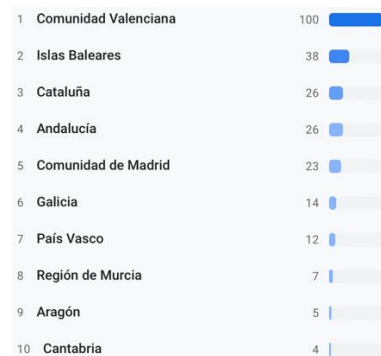 1 Comunidad Valenciana 100
2 Islas Baleares 38
3 Cataluña 26
4 Andalucía 26
5 Comunidad de Madrid 23
6 Galicia 14
7 País Vasco 12
8 Región de Murcia 7
9 Aragón 5
10 Cantabria 4